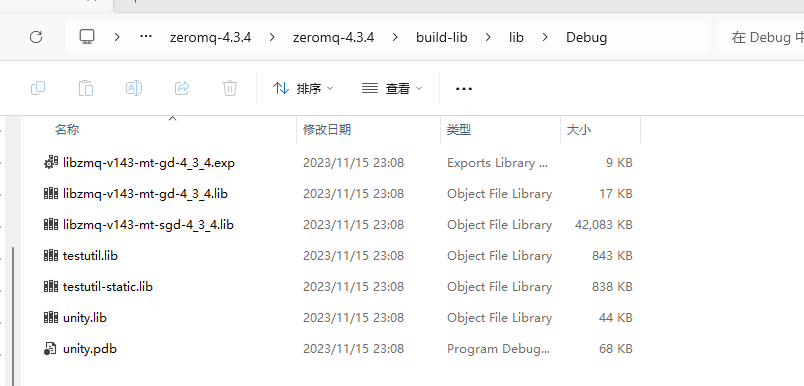 ··· zeromq-4.3.4 zeromq-4.3.4 build-lib lib Debug 在 Debug 中
排序 查看 ···
名称 修改日期 类型 大小
libzmq-v143-mt-gd-4_3_4.exp 2023/11/15 23:08 Exports Library ... 9 KB
libzmq-v143-mt-gd-4_3_4.lib 2023/11/15 23:08 Object File Library 17 KB
libzmq-v143-mt-sgd-4_3_4.lib 2023/11/15 23:08 Object File Library 42,083 KB
testutil.lib 2023/11/15 23:08 Object File Library 843 KB
testutil-static.lib 2023/11/15 23:08 Object File Library 838 KB
unity.lib 2023/11/15 23:08 Object File Library 44 KB
unity.pdb 2023/11/15 23:08 Program Debug... 68 KB